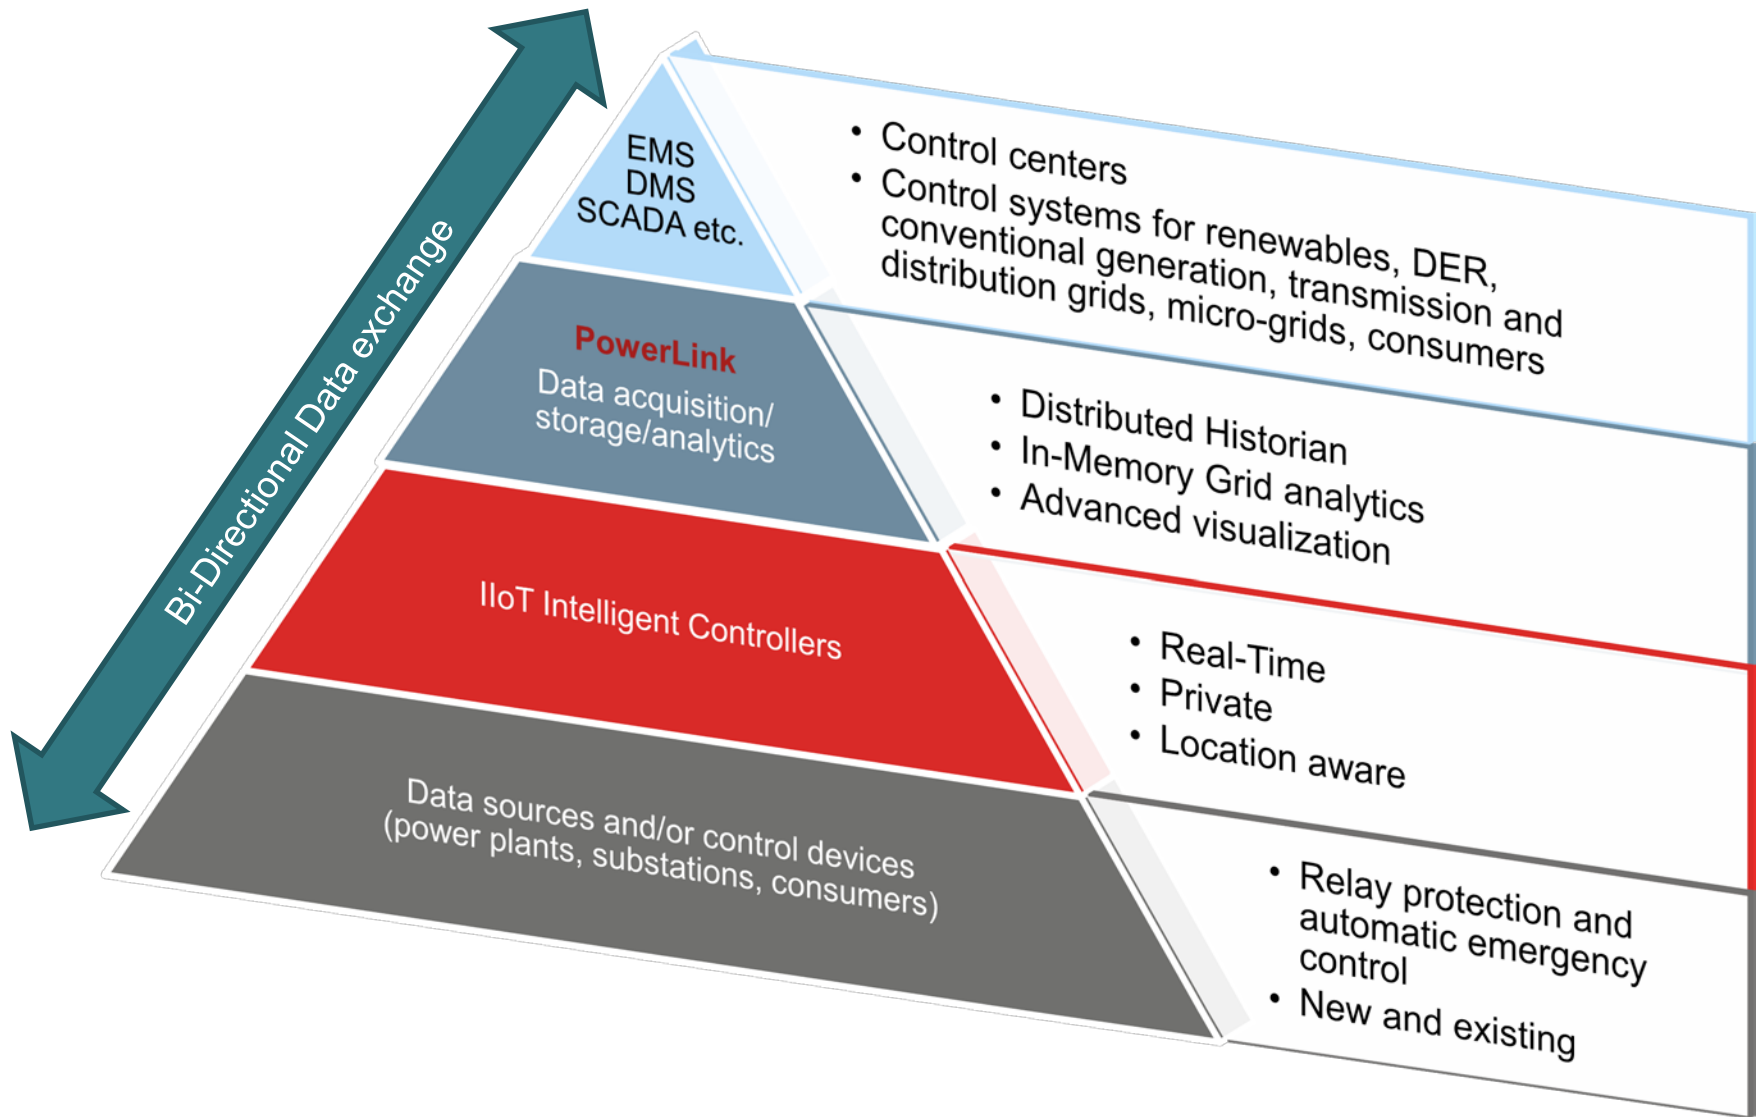 Bi-Directional Data exchange
EMS
DMS
SCADA etc.
• Control centers
• Control systems for renewables, DER,
conventional generation, transmission and
distribution grids, micro-grids, consumers
PowerLink
Data acquisition/
storage/analytics
• Distributed Historian
• In-Memory Grid analytics
• Advanced visualization
IIoT Intelligent Controllers
• Real-Time
• Private
• Location aware
Data sources and/or control devices
(power plants, substations, consumers)
• Relay protection and
automatic emergency
control
• New and existing